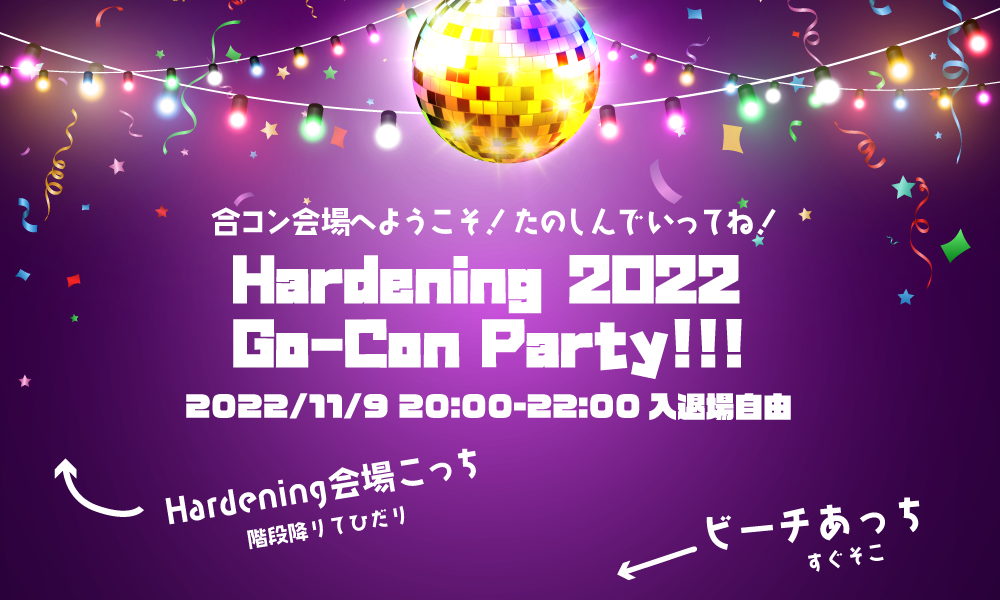 合コン会場へようこそ！たのしんでいってね！
Hardening 2022
Go-Con Party!!!
2022/11/9 20:00-22:00 入退場自由
Hardening会場こっち
階段降りてひだり
ビーチあっち
すぐそこ